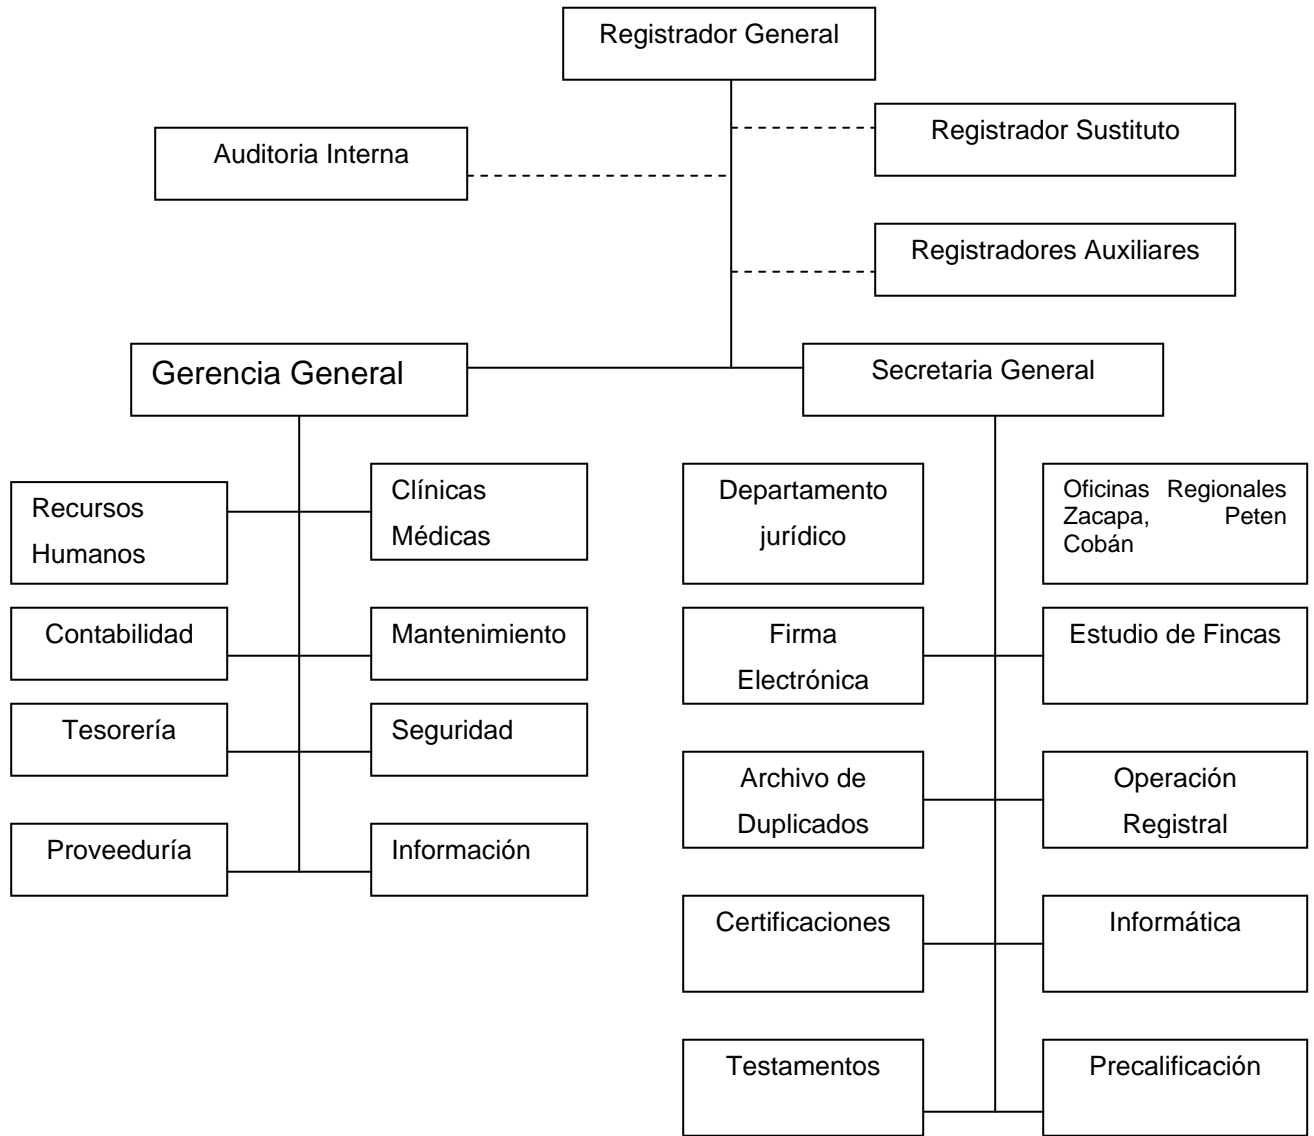 Registrador General
Registrador Sustituto
Auditoria Interna
Registradores Auxiliares
Gerencia General
Secretaria General
Recursos
Humanos
Clínicas
Médicas
Departamento
jurídico
Oficinas Regionales
Zacapa, Peten
Cobán
Contabilidad
Mantenimiento
Firma
Electrónica
Estudio de Fincas
Tesorería
Seguridad
Archivo de
Duplicados
Operación
Registral
Proveeduría
Información
Certificaciones
Informática
Testamentos
Precalificación